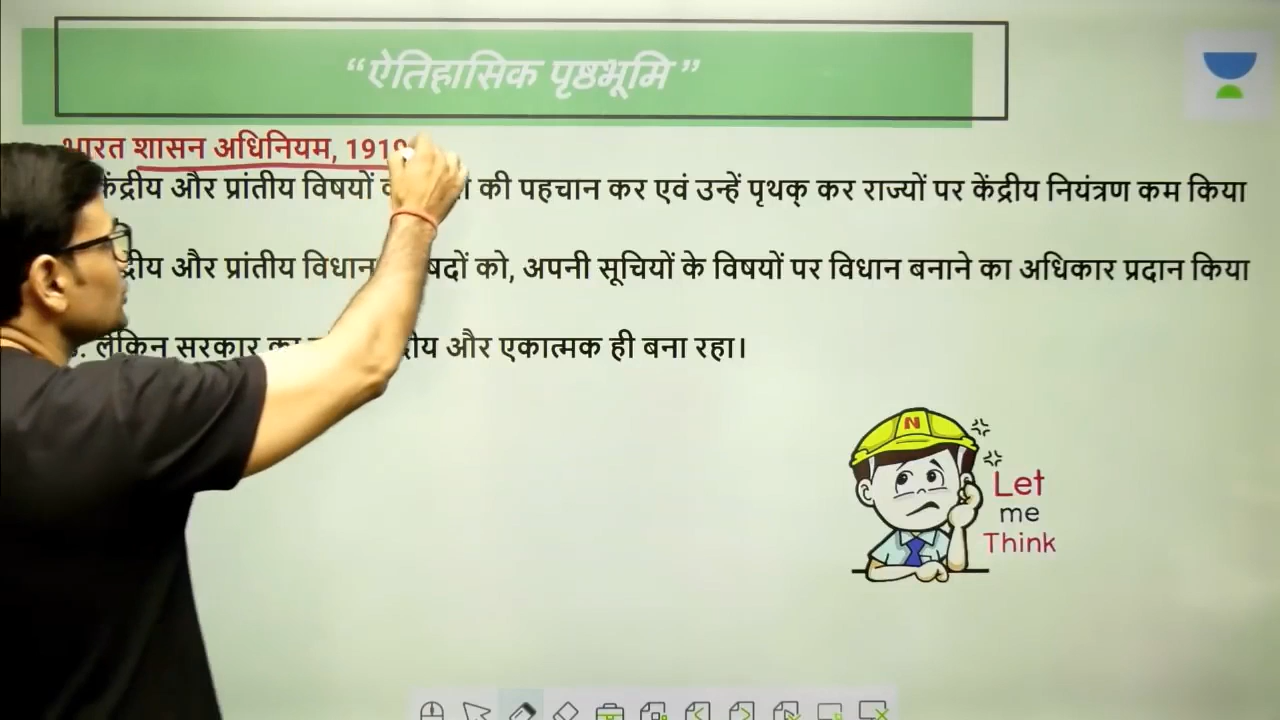 “ऐतिहासिक पृष्ठभूमि”
भारत शासन अधिनियम, 1919
केंद्रीय और प्रांतीय विषयों की पहचान कर एवं उन्हें पृथक् कर राज्यों पर केंद्रीय नियंत्रण कम किया
और प्रांतीय विधान को, अपनी सूचियों के विषयों पर विधान बनाने का अधिकार प्रदान किया
लेकिन सरकार और एकात्मक ही बना रहा।
N
Let
me
Think